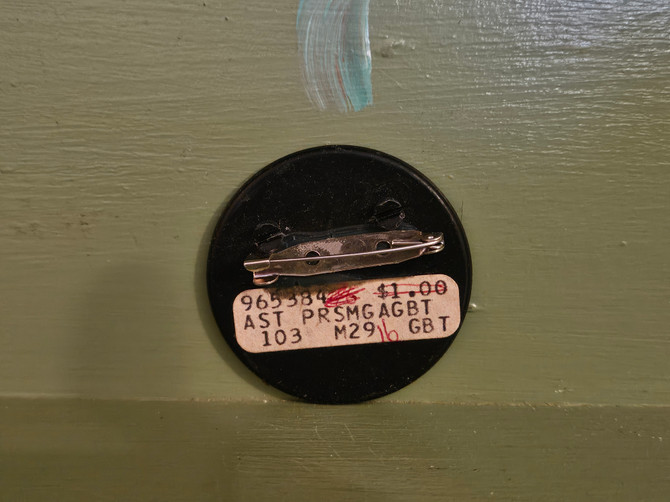 965384 $1.00
AST PRSMGAGBT
103 M29 16 GBT